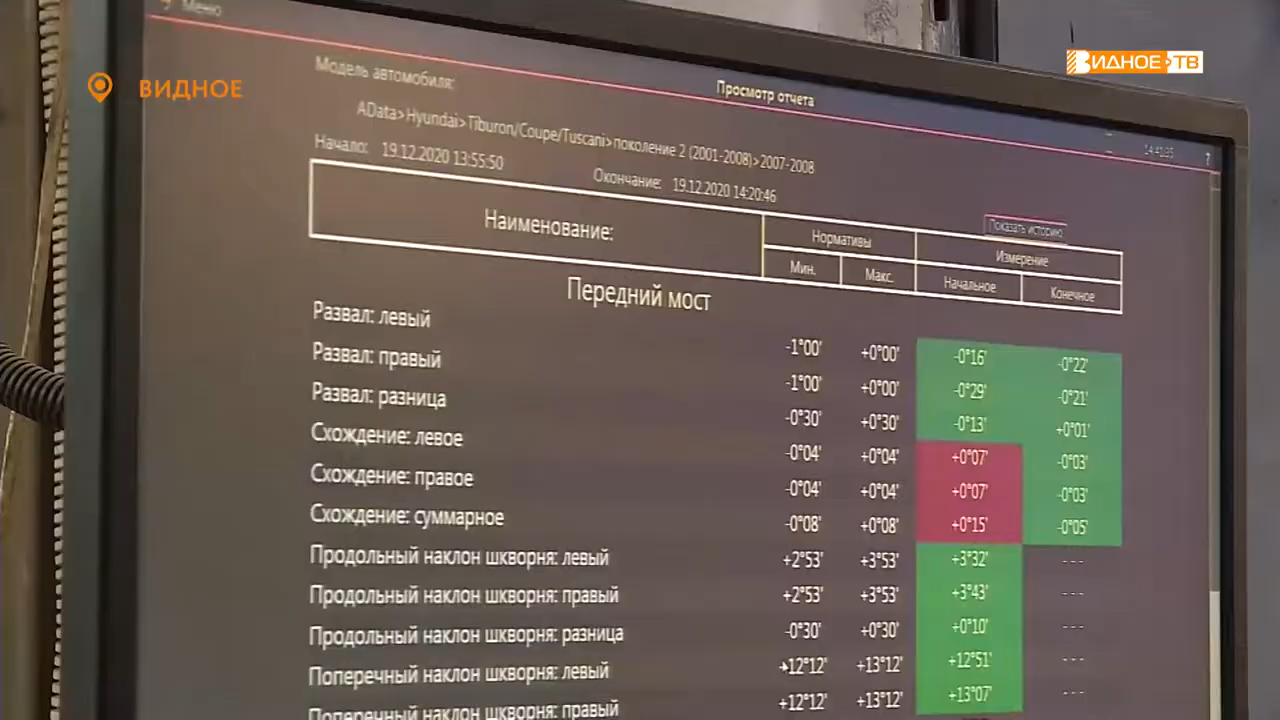 Меню
ВИДНОЕ-ТВ
ВИДНОЕ
Просмотр отчета
14:41:35 ?
Модель автомобиля:
AData>Hyundai>Tiburon/Coupe/Tuscani>поколение 2 (2001-2008)>2007-2008
Начало: 19.12.2020 13:55:50 Окончание: 19.12.2020 14:20:46
Показать историю
Наименование: Нормативы Измерение
Мин. Макс. Начальное Конечное
Передний мост
Развал: левый -1°00' +0°00' -0°16' -0°22'
Развал: правый -1°00' +0°00' -0°29' -0°21'
Развал: разница -0°30' +0°30' -0°13' +0°01'
Схождение: левое -0°04' +0°04' +0°07' -0°03'
Схождение: правое -0°04' +0°04' +0°07' -0°03'
Схождение: суммарное -0°08' +0°08' +0°15' -0°05'
Продольный наклон шкворня: левый +2°53' +3°53' +3°32' ---
Продольный наклон шкворня: правый +2°53' +3°53' +3°43' ---
Продольный наклон шкворня: разница -0°30' +0°30' +0°10' ---
Поперечный наклон шкворня: левый +12°12' +13°12' +12°51' ---
Поперечный наклон шкворня: правый +12°12' +13°12' +13°07' ---